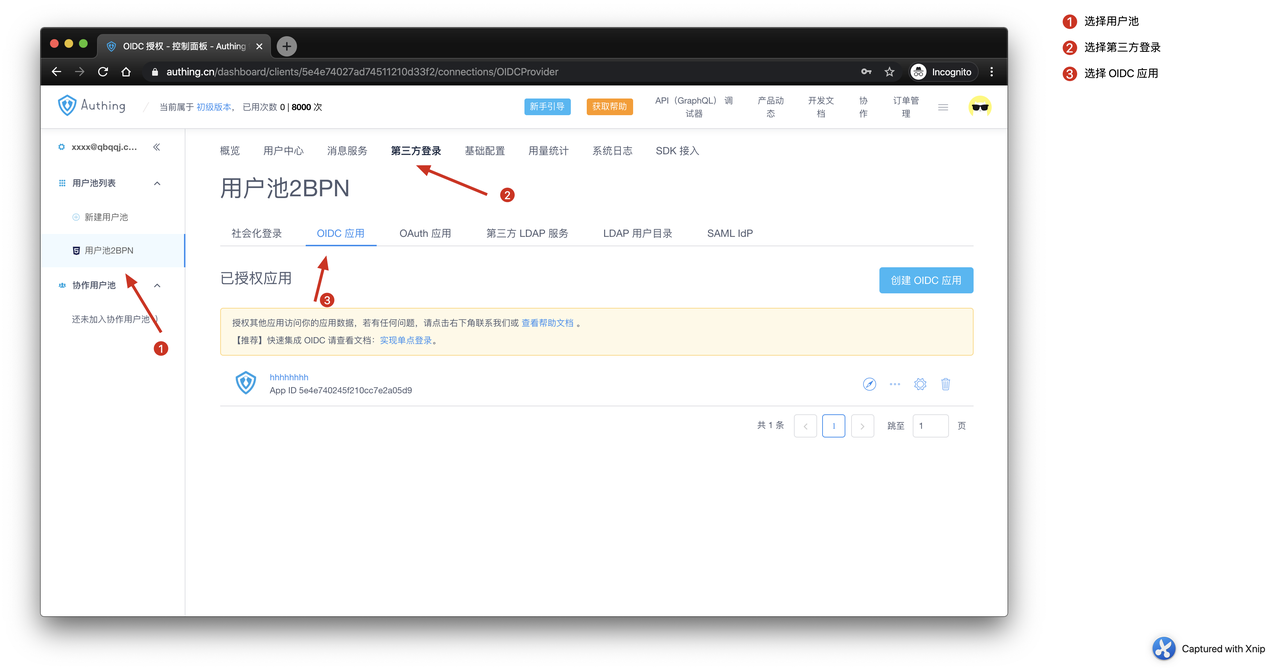 OIDC 授权 - 控制面板 - Authing
authing.cn/dashboard/clients/5e4e74027ad74511210d33f2/connections/OIDCProvider
Incognito
Authing
当前属于 初级版本， 已用次数 0 | 8000 次
新手引导
获取帮助
API（GraphQL） 调
试器
产品动
态
开发文
档
协
作
订单管
理
xxxx@qbqqj.c...
用户池列表
新建用户池
用户池2BPN
协作用户池
还未加入协作用户池 :)
1
概览
用户中心
消息服务
第三方登录
基础配置
用量统计
系统日志
SDK 接入
2
用户池2BPN
社会化登录
OIDC 应用
OAuth 应用
第三方 LDAP 服务
LDAP 用户目录
SAML IdP
已授权应用
创建 OIDC 应用
3
授权其他应用访问你的应用数据，若有任何问题，请点击右下角联系我们或 查看帮助文档 。
【推荐】快速集成 OIDC 请查看文档：实现单点登录。
hhhhhhhh
App ID 5e4e740245f210cc7e2a05d9
共 1 条
1
跳至
1
页
1 选择用户池
2 选择第三方登录
3 选择 OIDC 应用
Captured with Xnip